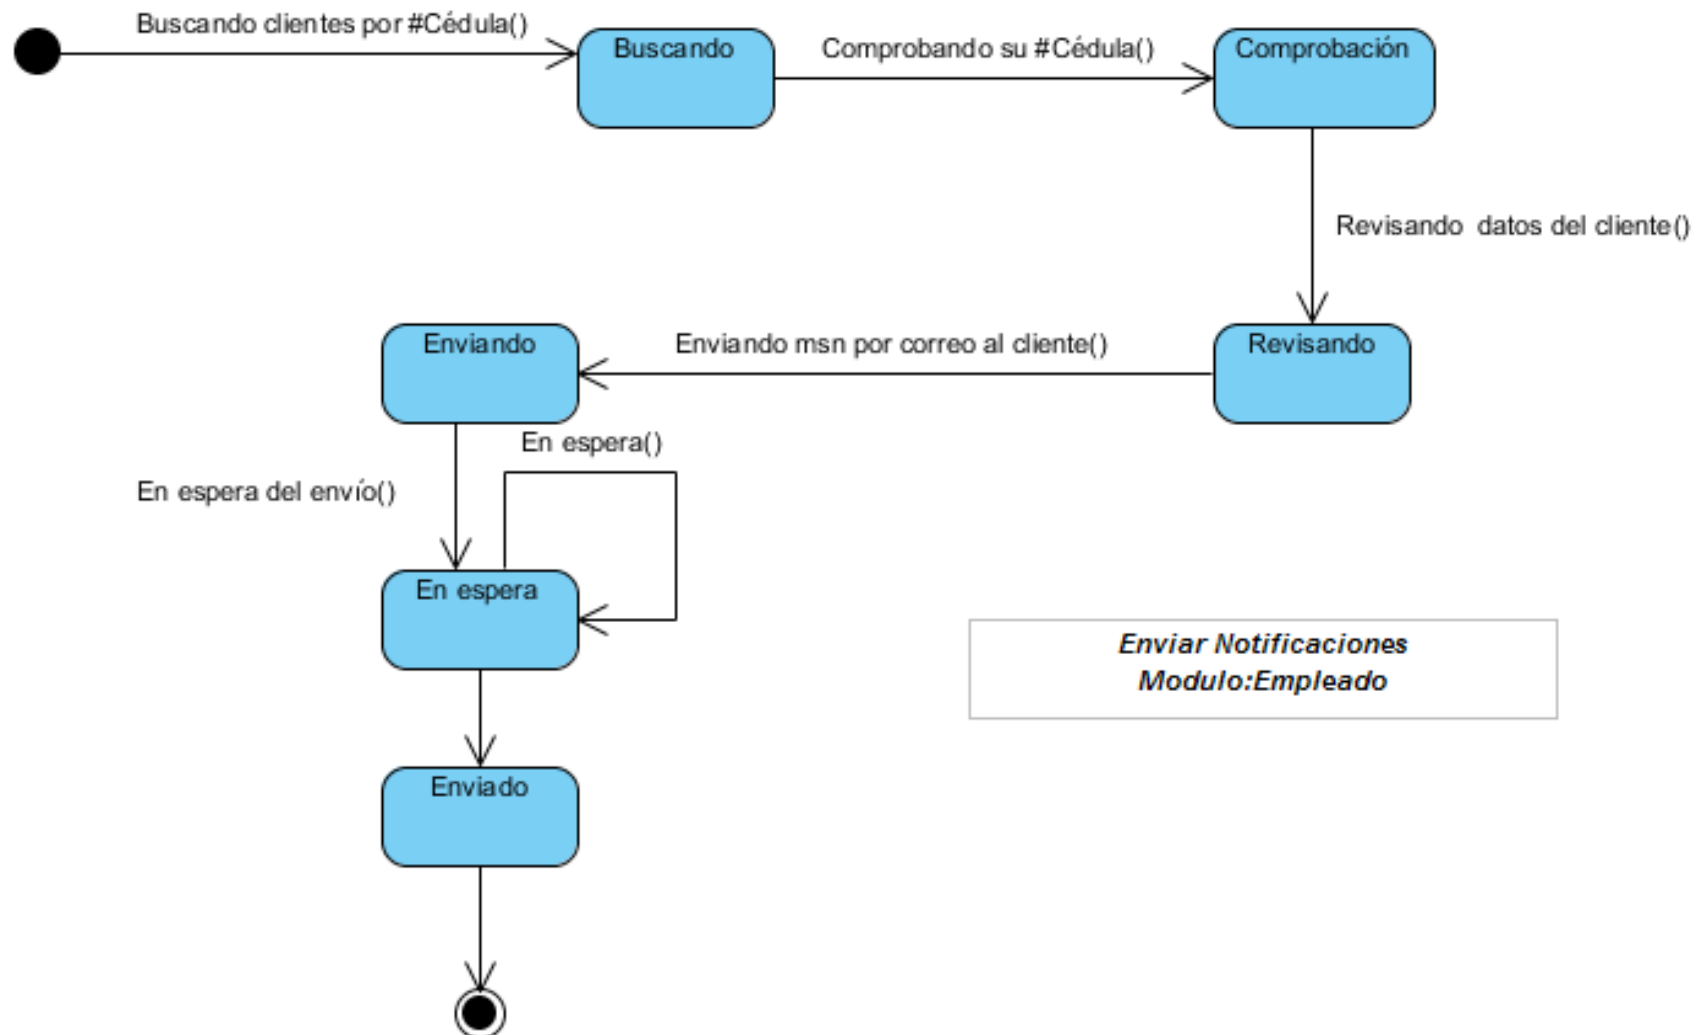 Buscando clientes por #Cédula()
Buscando
Comprobando su #Cédula()
Comprobación
Revisando  datos del cliente()
Enviando
Enviando msn por correo al cliente()
Revisando
En espera()
En espera del envío()
En espera
Enviar Notificaciones
Modulo:Empleado
Enviado